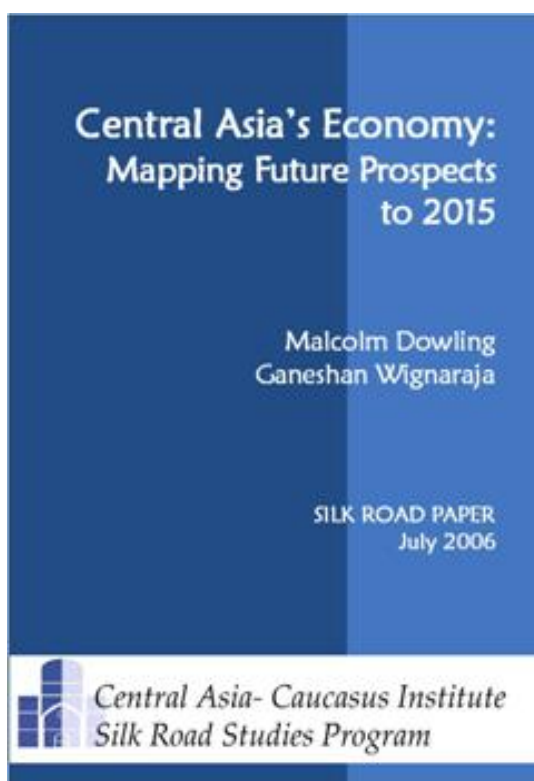 Central Asia's Economy:
Mapping Future Prospects
to 2015
Malcolm Dowling
Ganeshan Wignaraja
SILK ROAD PAPER
July 2006
Central Asia- Caucasus Institute
Silk Road Studies Program